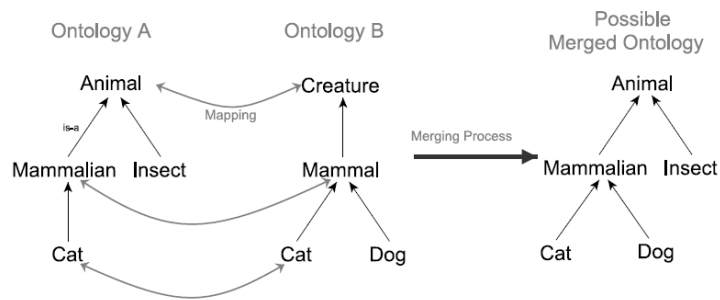 Ontology A
Ontology B
Possible
Merged Ontology
Animal
Creature
Animal
Mapping
is-a
Merging Process
Mammalian
Insect
Mammal
Mammalian
Insect
Cat
Cat
Dog
Cat
Dog